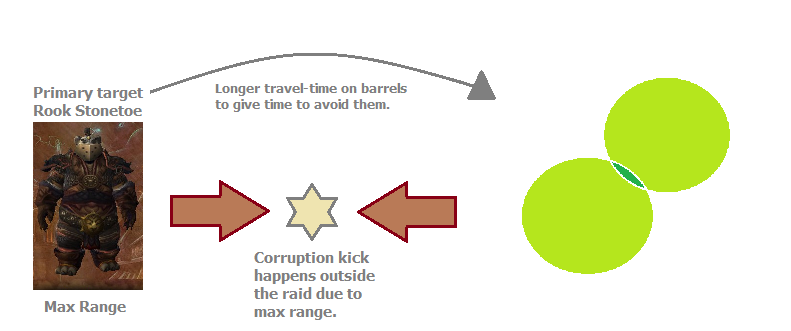 Primary target
Rook Stonetoe
Longer travel-time on barrels
to give time to avoid them.
Corruption kick
happens outside
the raid due to
max range.
Max Range